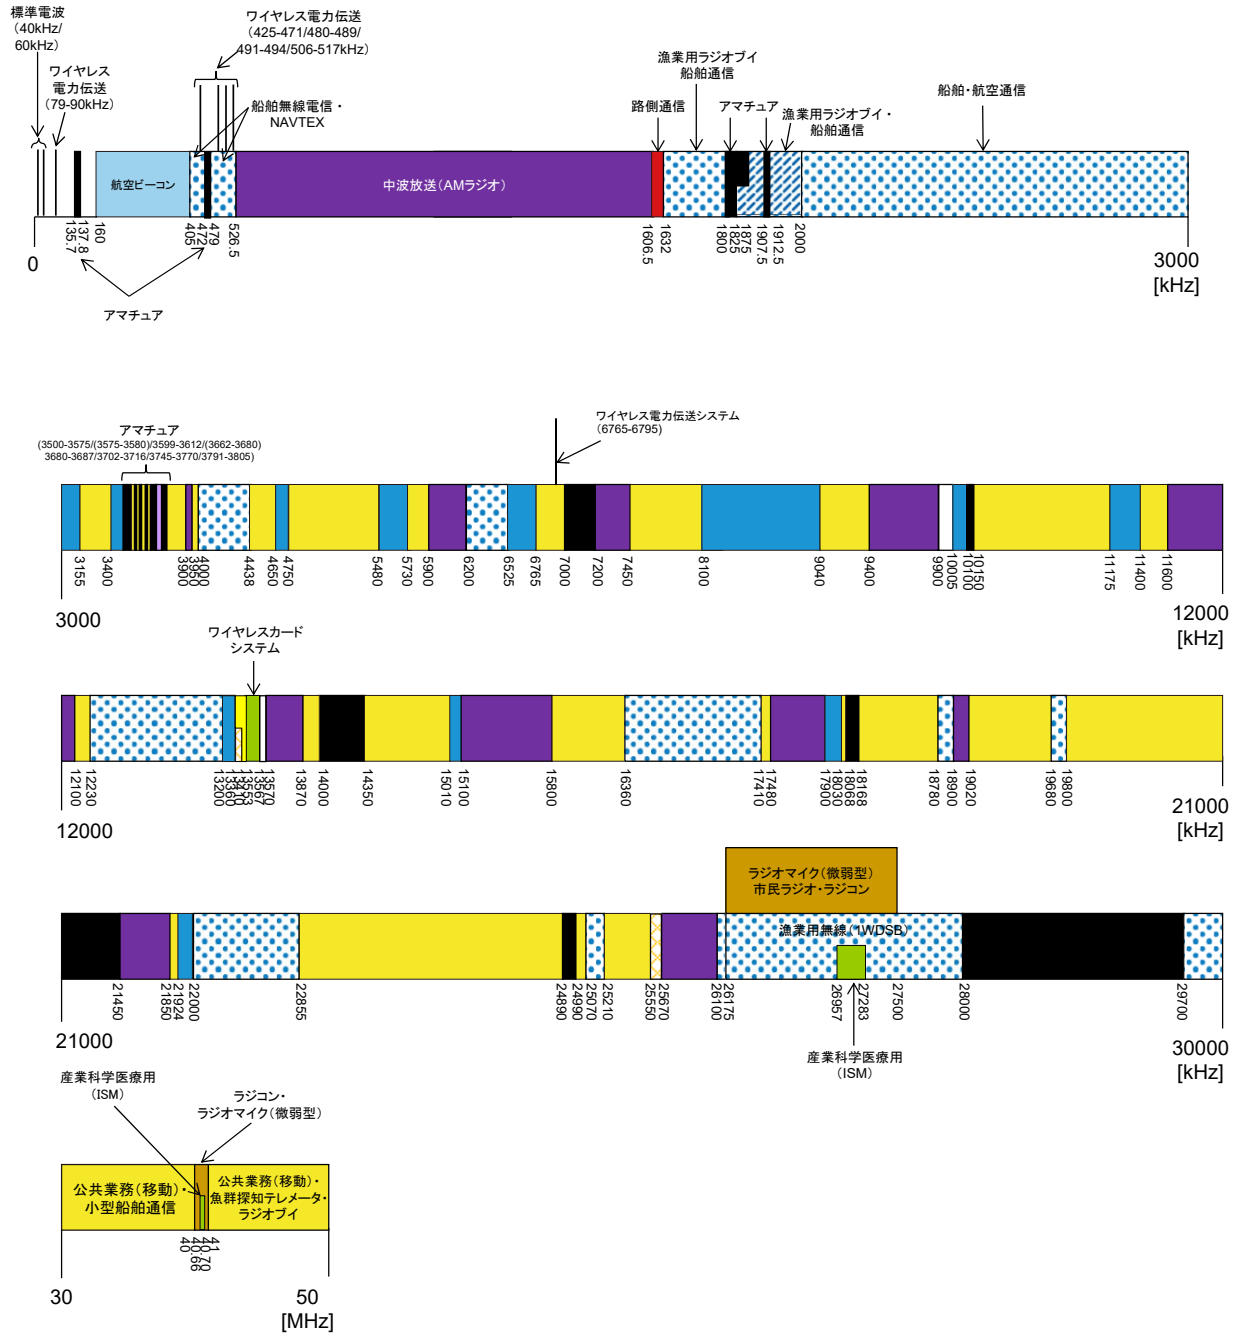 標準電波
(40kHz/
60kHz)
ワイヤレス
電力伝送
(79-90kHz)
ワイヤレス電力伝送
(425-471/480-489/
491-494/506-517kHz)
船舶無線電信・
NAVTEX
漁業用ラジオブイ
船舶通信
路側通信
アマチュア
漁業用ラジオブイ・
船舶通信
船舶・航空通信
航空ビーコン
中波放送(AMラジオ)
135.7
137.8
160
405
472
479
526.5
1606.5
1632
1800
1825
1875
1907.5
1912.5
2000
0
3000
[kHz]
アマチュア
アマチュア
(3500-3575/(3575-3580)/3599-3612/(3662-3680)
3680-3687/3702-3716/3745-3770/3791-3805)
ワイヤレス電力伝送システム
(6765-6795)
3155
3400
3900
3950
4000
4438
4650
4750
5480
5730
5900
6200
6525
6765
7000
7200
7450
8100
9040
9400
9900
10005
10100
10150
11175
11400
11600
3000
12000
[kHz]
ワイヤレスカード
システム
12100
12230
13200
13360
13410
13553
13567
13570
13870
14000
14350
15010
15100
15800
16360
17410
17480
17900
18030
18068
18168
18780
18900
19020
19680
19800
12000
21000
[kHz]
ラジオマイク(微弱型)
市民ラジオ・ラジコン
漁業用無線(1WDSB)
21450
21850
21924
22000
22855
24890
24990
25070
25210
25550
25670
26100
26175
26957
27283
27500
28000
29700
21000
30000
[kHz]
産業科学医療用
(ISM)
産業科学医療用
(ISM)
ラジコン・
ラジオマイク(微弱型)
公共業務(移動)・
小型船舶通信
公共業務(移動)・
魚群探知テレメータ・
ラジオブイ
40
40.66
40.70
41
30
50
[MHz]